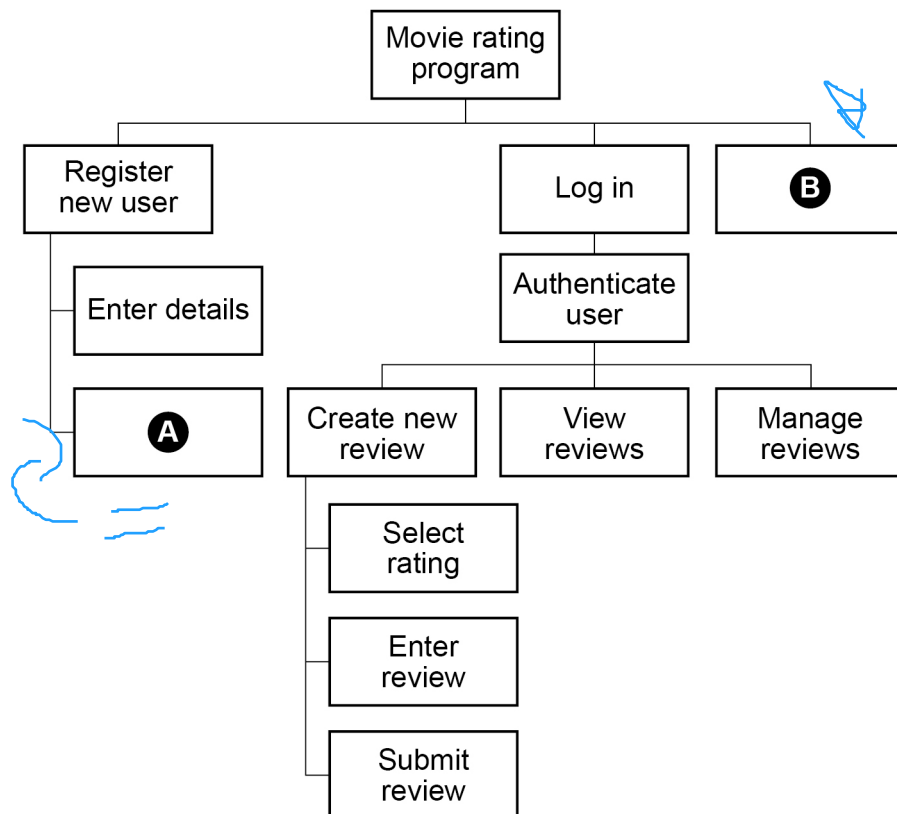 Movie rating
program
Register
new user
Log in
B
Enter details
Authenticate
user
A
Create new
review
View
reviews
Manage
reviews
Select
rating
Enter
review
Submit
review